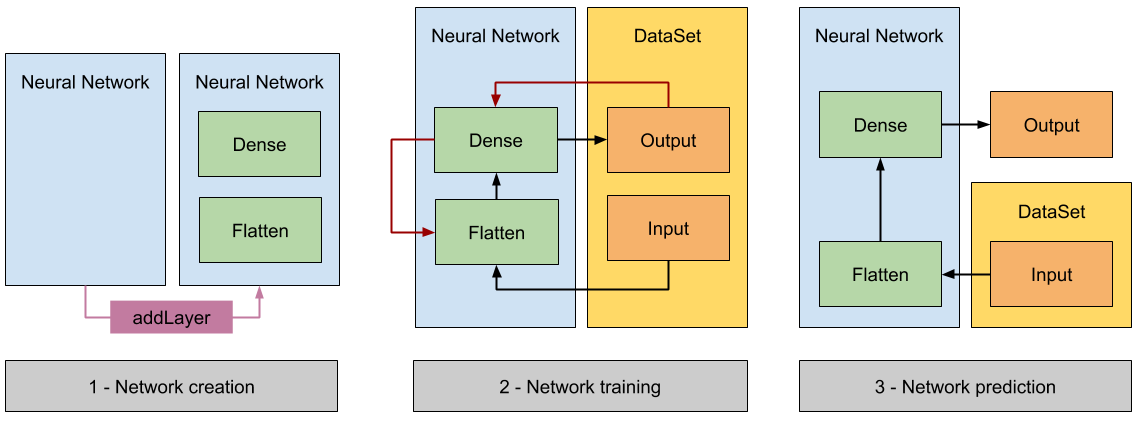 Neural Network
Neural Network
Dense
Flatten
addLayer
1 - Network creation
Neural Network
DataSet
Dense
Output
Flatten
Input
2 - Network training
Neural Network
Dense
Output
DataSet
Flatten
Input
3 - Network prediction